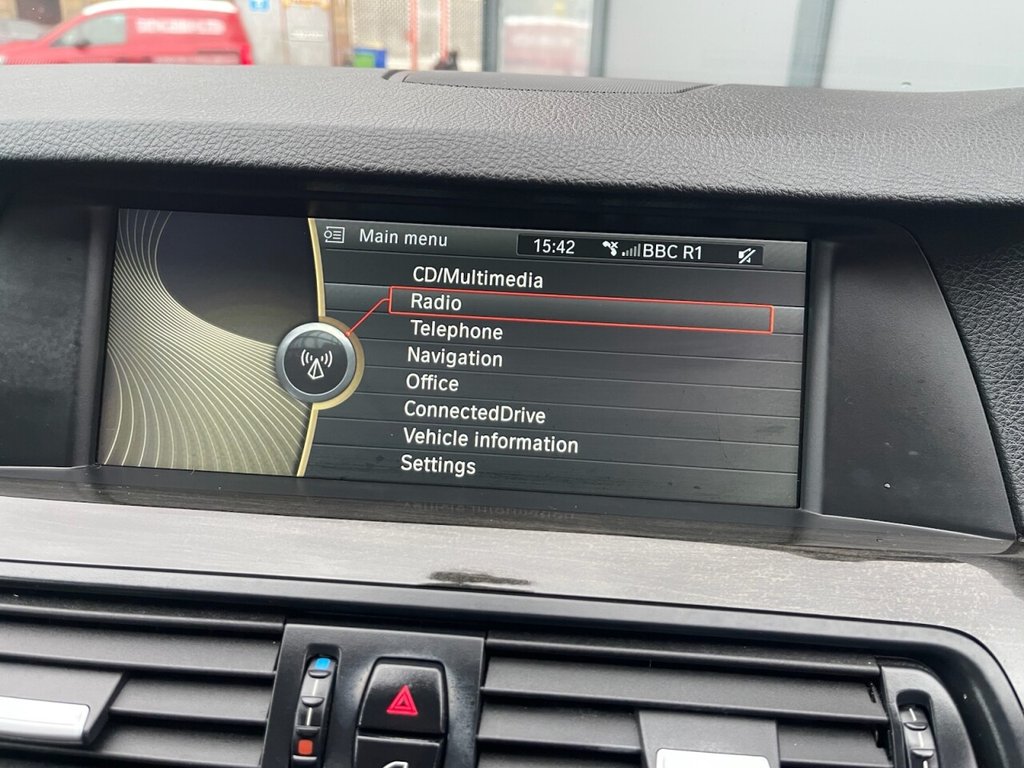 Main menu 15:42 BBC R1
CD/Multimedia
Radio
Telephone
Navigation
Office
ConnectedDrive
Vehicle information
Settings